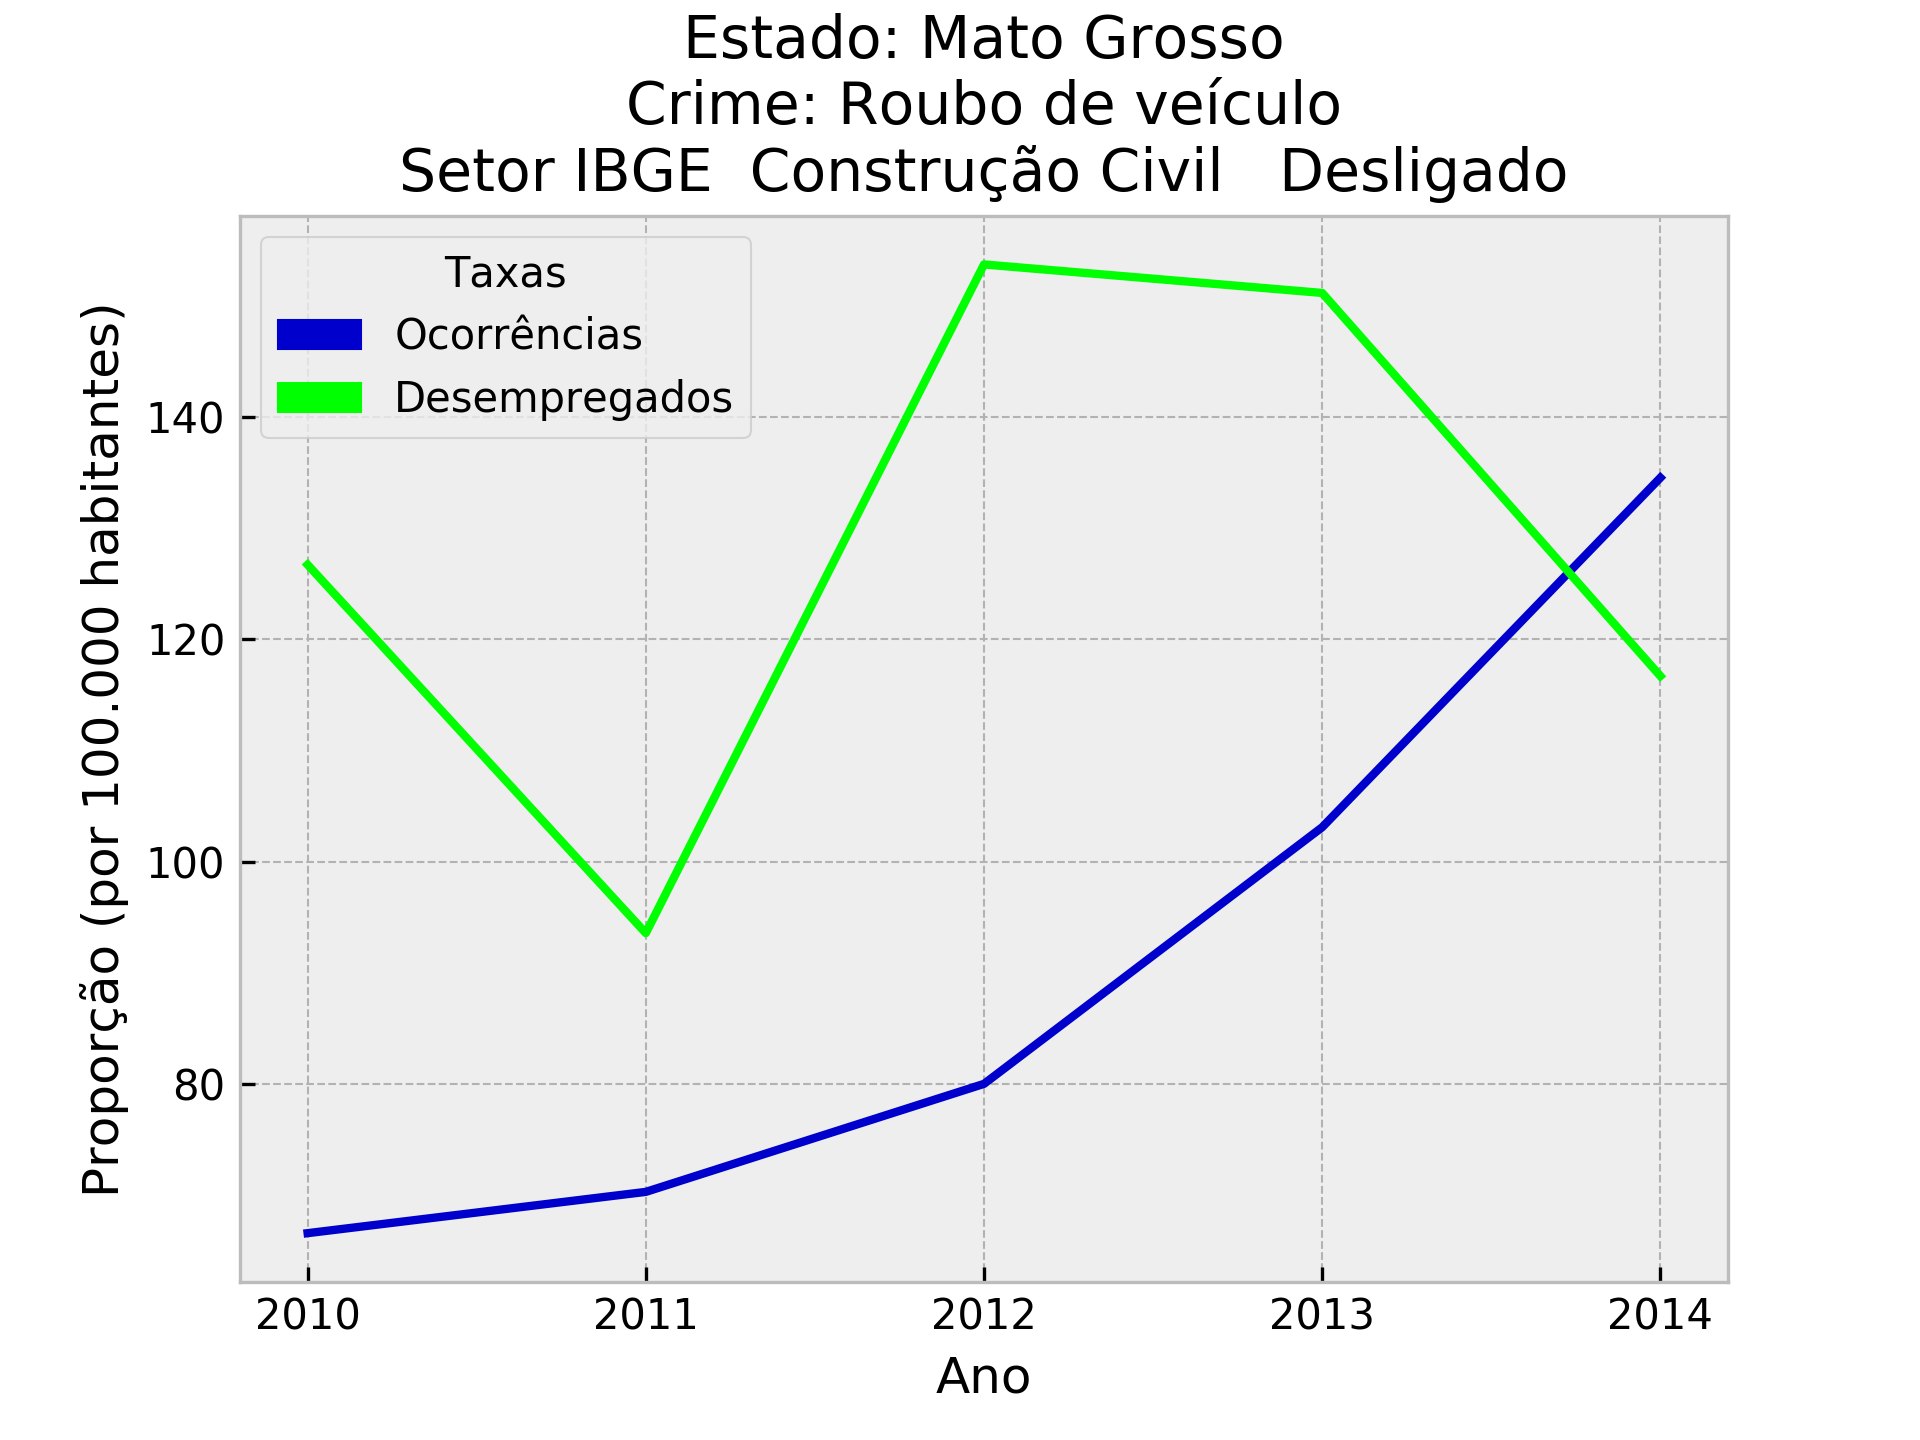 Estado: Mato Grosso
Crime: Roubo de veículo
Setor IBGE  Construção Civil   Desligado
Proporção (por 100.000 habitantes)
Taxas
Ocorrências
Desempregados
140
120
100
80
2010 2011 2012 2013 2014
Ano